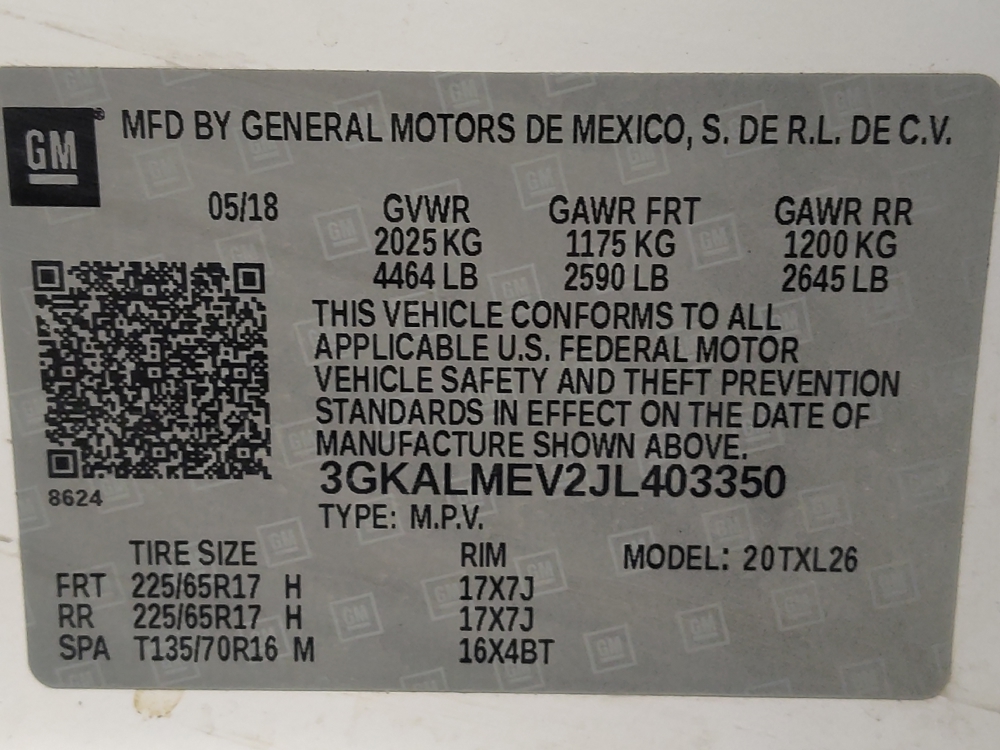 GM ® MFD BY GENERAL MOTORS DE MEXICO, S. DE R.L. DE C.V.
05/18 GVWR GAWR FRT GAWR RR
2025 KG 1175 KG 1200 KG
4464 LB 2590 LB 2645 LB
THIS VEHICLE CONFORMS TO ALL
APPLICABLE U.S. FEDERAL MOTOR
VEHICLE SAFETY AND THEFT PREVENTION
STANDARDS IN EFFECT ON THE DATE OF
MANUFACTURE SHOWN ABOVE.
3GKALMEV2JL403350
8624
TYPE: M.P.V.
TIRE SIZE RIM MODEL: 20TXL26
FRT 225/65R17 H 17X7J
RR 225/65R17 H 17X7J
SPA T135/70R16 M 16X4BT